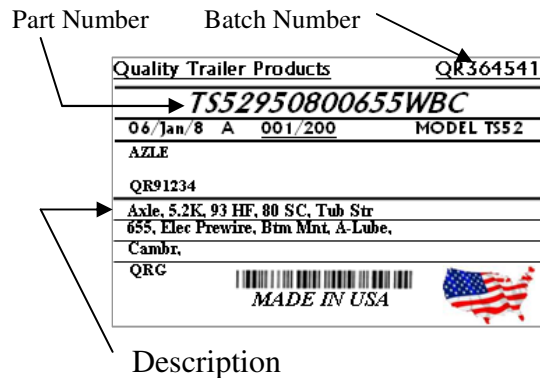 Part Number Batch Number
Quality Trailer Products QR364541
TS52950800655WBC
06/Jan/8 A 001/200 MODEL TS52
AZLE
QR91234
Axle, 5.2K, 93 HF, 80 SC, Tub Str
655, Elec Prewire, Btm Mnt, A-Lube,
Cambr,
QRG
MADE IN USA
Description